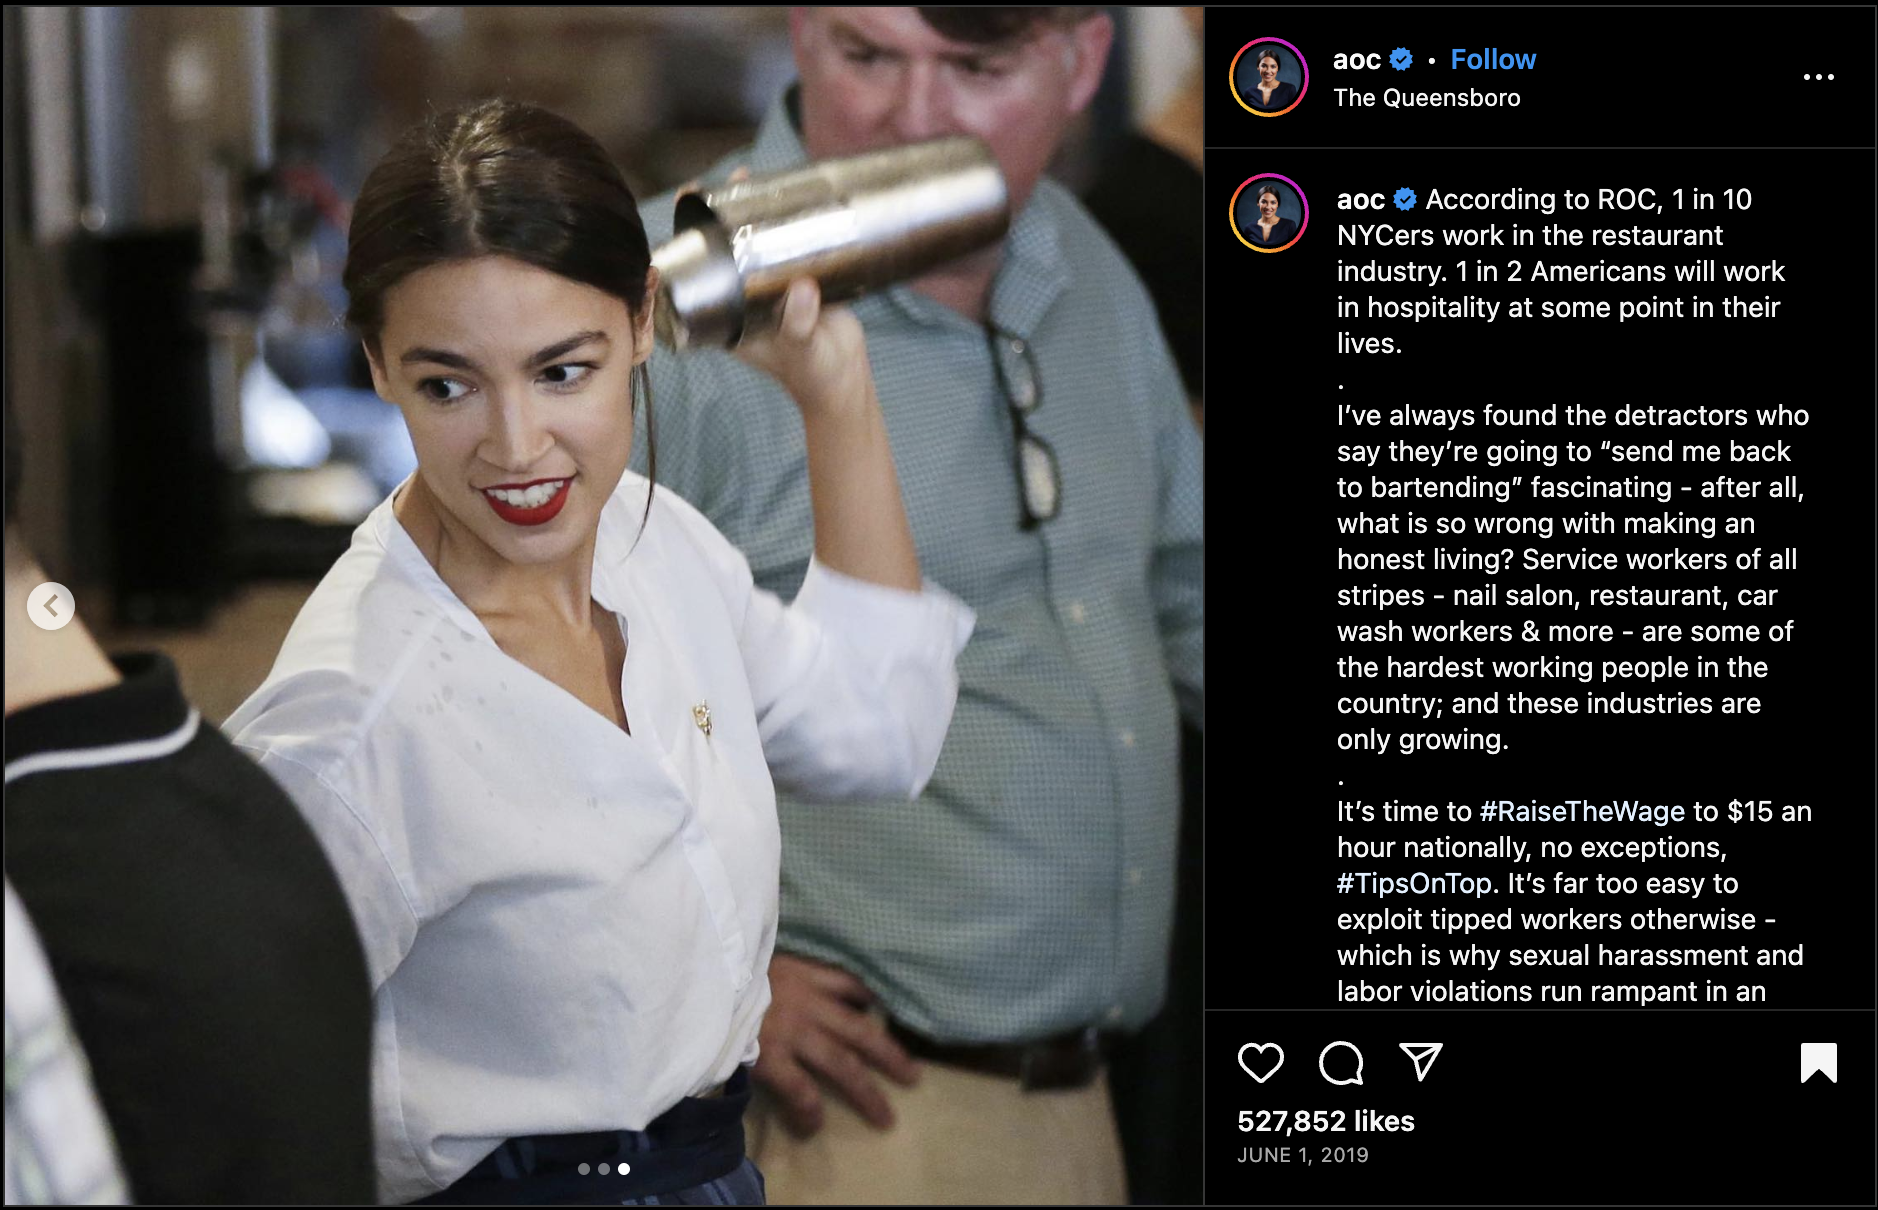 aoc • Follow
The Queensboro
aoc According to ROC, 1 in 10
NYCers work in the restaurant
industry. 1 in 2 Americans will work
in hospitality at some point in their
lives.
.
I’ve always found the detractors who
say they’re going to “send me back
to bartending” fascinating - after all,
what is so wrong with making an
honest living? Service workers of all
stripes - nail salon, restaurant, car
wash workers & more - are some of
the hardest working people in the
country; and these industries are
only growing.
.
It’s time to #RaiseTheWage to $15 an
hour nationally, no exceptions,
#TipsOnTop. It’s far too easy to
exploit tipped workers otherwise -
which is why sexual harassment and
labor violations run rampant in an
527,852 likes
JUNE 1, 2019